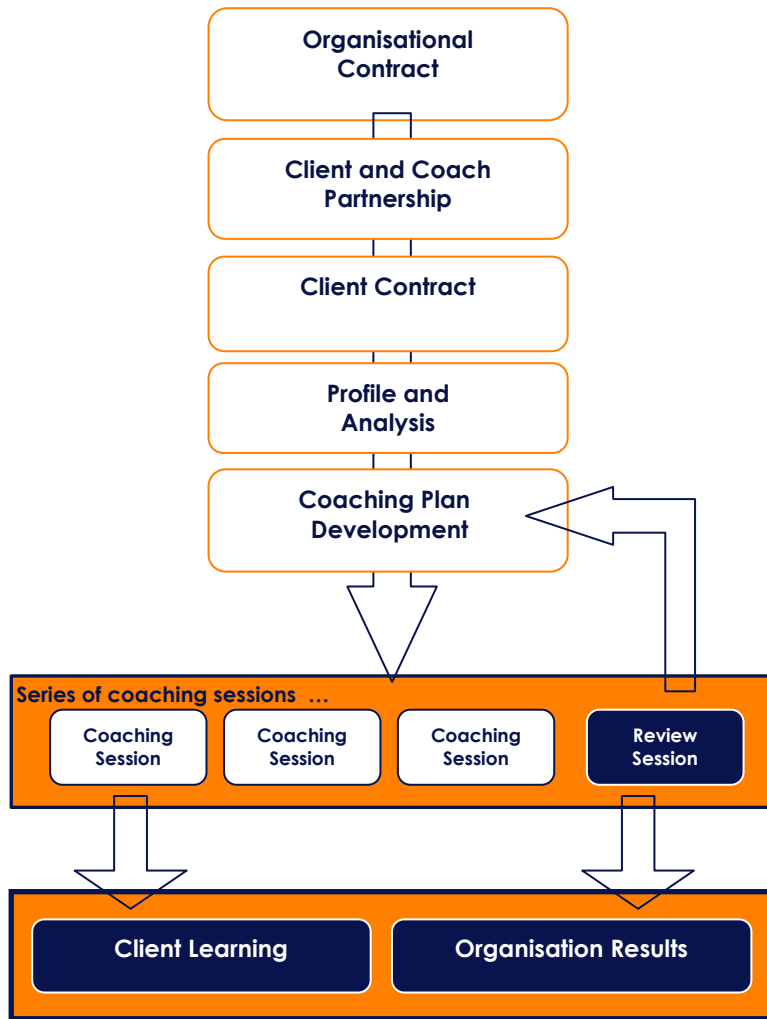 Organisational
Contract
Client and Coach
Partnership
Client Contract
Profile and
Analysis
Coaching Plan
Development
Series of coaching sessions ...
Coaching
Session
Coaching
Session
Coaching
Session
Review
Session
Client Learning
Organisation Results